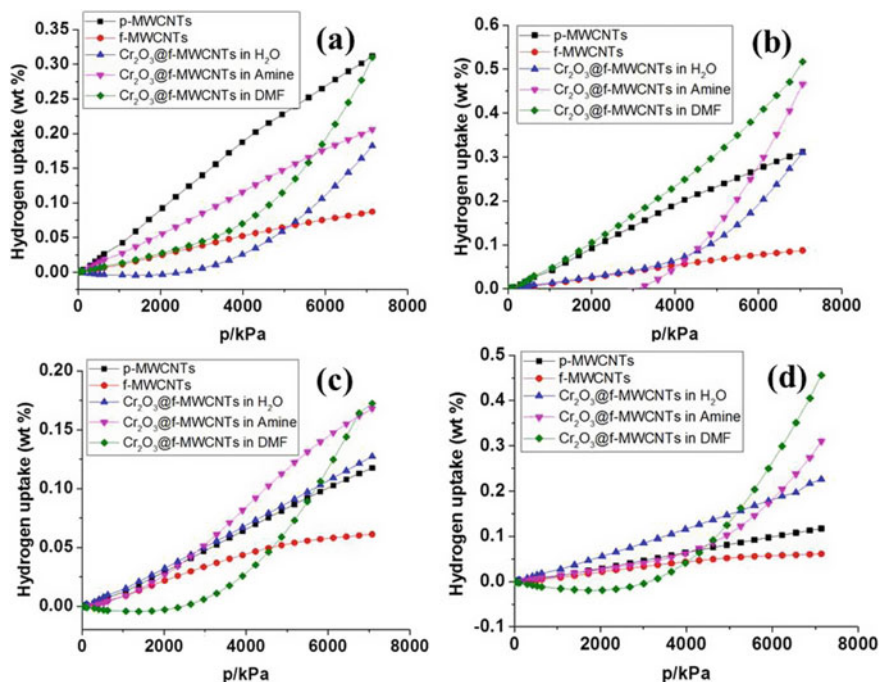 (a)
p-MWCNTs
f-MWCNTs
Cr₂O₃@f-MWCNTs in H₂O
Cr₂O₃@f-MWCNTs in Amine
Cr₂O₃@f-MWCNTs in DMF
Hydrogen uptake (wt %)
0.35
0.30
0.25
0.20
0.15
0.10
0.05
0.00
0 2000 4000 6000 8000
p/kPa
(b)
p-MWCNTs
f-MWCNTs
Cr₂O₃@f-MWCNTs in H₂O
Cr₂O₃@f-MWCNTs in Amine
Cr₂O₃@f-MWCNTs in DMF
Hydrogen uptake (wt %)
0.6
0.5
0.4
0.3
0.2
0.1
0.0
0 2000 4000 6000 8000
p/kPa
(c)
p-MWCNTs
f-MWCNTs
Cr₂O₃@f-MWCNTs in H₂O
Cr₂O₃@f-MWCNTs in Amine
Cr₂O₃@f-MWCNTs in DMF
Hydrogen uptake (wt %)
0.20
0.15
0.10
0.05
0.00
0 2000 4000 6000 8000
p/kPa
(d)
p-MWCNTs
f-MWCNTs
Cr₂O₃@f-MWCNTs in H₂O
Cr₂O₃@f-MWCNTs in Amine
Cr₂O₃@f-MWCNTs in DMF
Hydrogen uptake (wt %)
0.5
0.4
0.3
0.2
0.1
0.0
-0.1
0 2000 4000 6000 8000
p/kPa